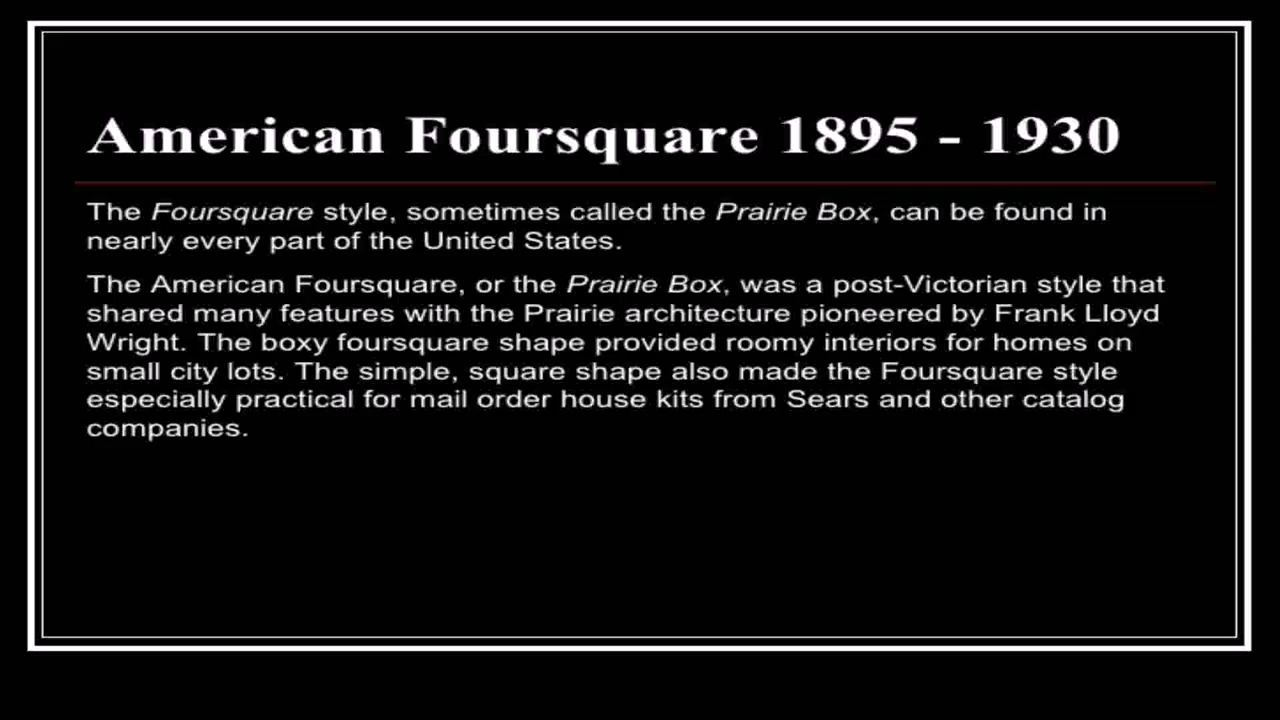 American Foursquare 1895 - 1930
The Foursquare style, sometimes called the Prairie Box, can be found in
nearly every part of the United States.
The American Foursquare, or the Prairie Box, was a post-Victorian style that
shared many features with the Prairie architecture pioneered by Frank Lloyd
Wright. The boxy foursquare shape provided roomy interiors for homes on
small city lots. The simple, square shape also made the Foursquare style
especially practical for mail order house kits from Sears and other catalog
companies.